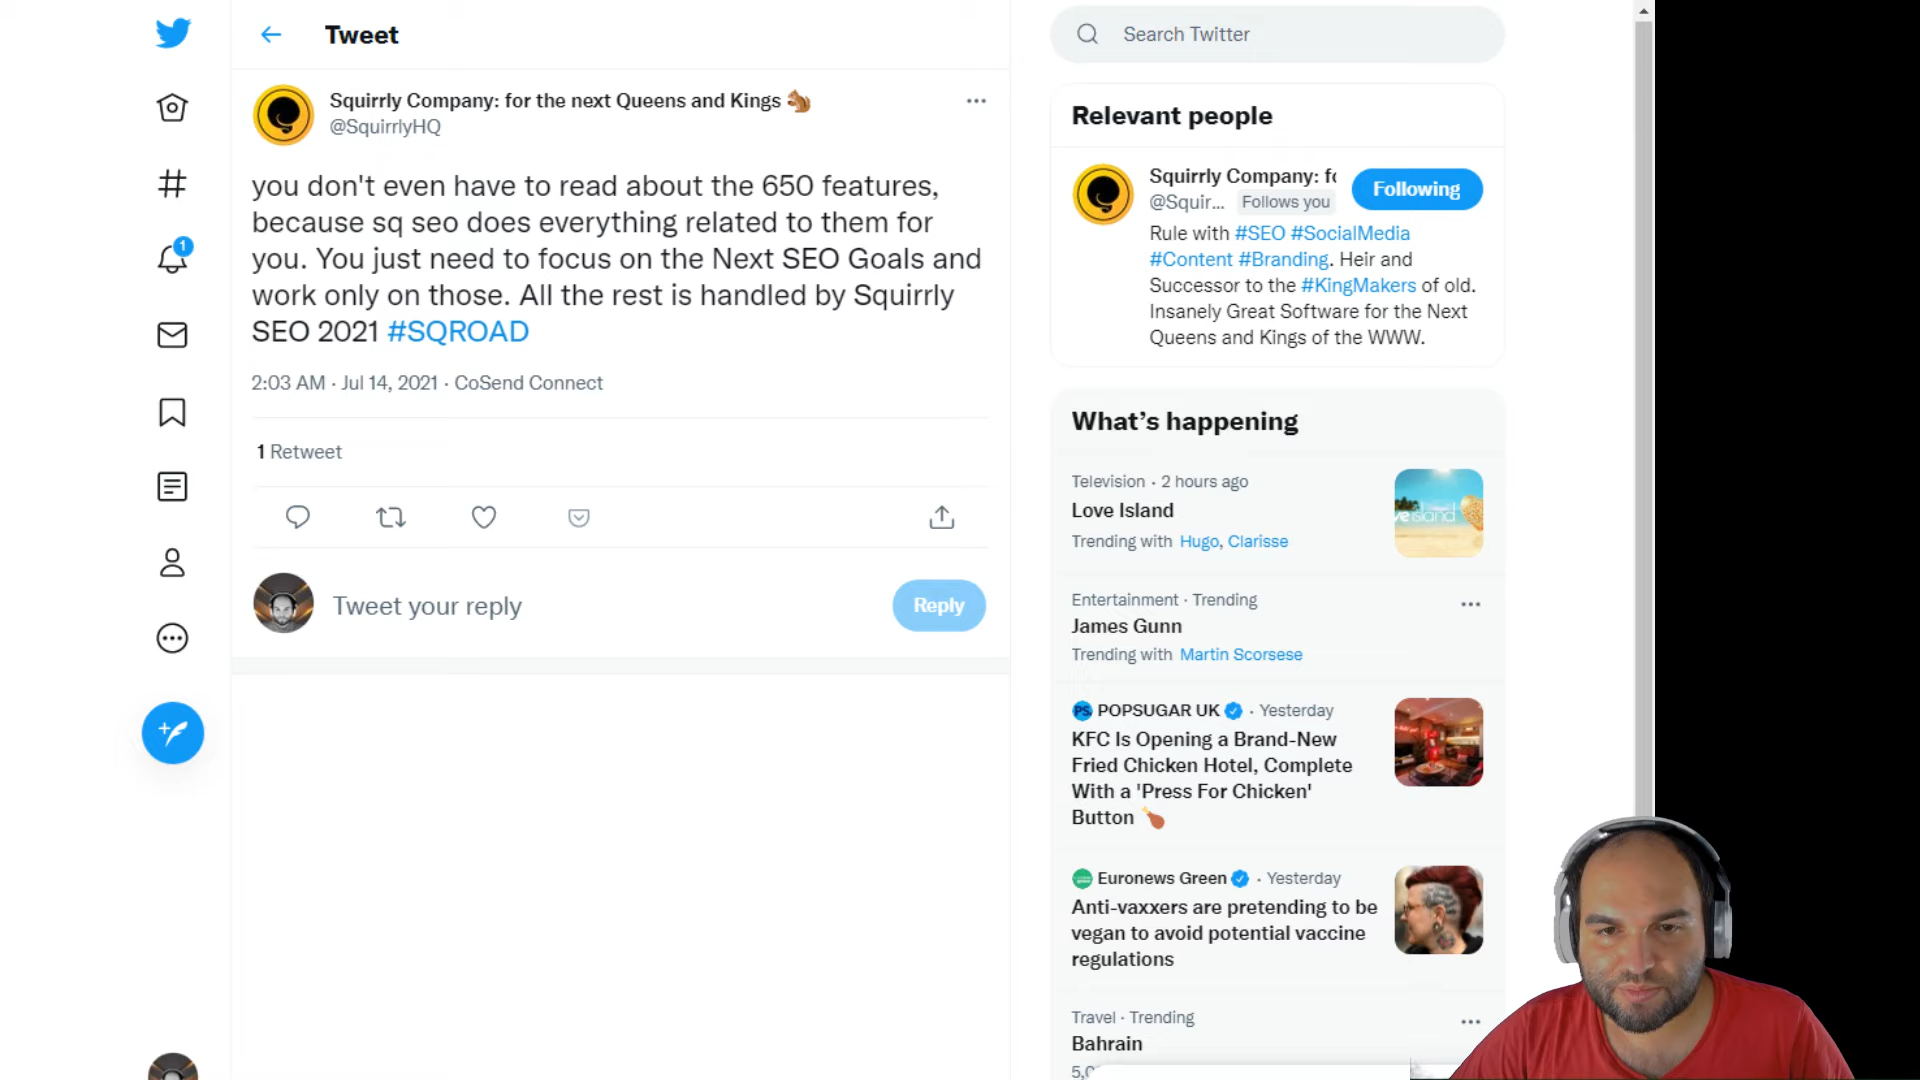 Tweet
Squirrly Company: for the next Queens and Kings 🐿️
@SquirrlyHQ
you don't even have to read about the 650 features,
because sq seo does everything related to them for
you. You just need to focus on the Next SEO Goals and
work only on those. All the rest is handled by Squirrly
SEO 2021 #SQROAD
2:03 AM · Jul 14, 2021 · CoSend Connect
1 Retweet
Tweet your reply
Reply
1
Search Twitter
Relevant people
Squirrly Company: fo
Following
@Squir... Follows you
Rule with #SEO #SocialMedia
#Content #Branding. Heir and
Successor to the #KingMakers of old.
Insanely Great Software for the Next
Queens and Kings of the WWW.
What's happening
Television · 2 hours ago
Love Island
Trending with Hugo, Clarisse
Entertainment · Trending
James Gunn
Trending with Martin Scorsese
PS POPSUGAR UK · Yesterday
KFC Is Opening a Brand-New
Fried Chicken Hotel, Complete
With a 'Press For Chicken'
Button 🍗
Euronews Green · Yesterday
Anti-vaxxers are pretending to be
vegan to avoid potential vaccine
regulations
Travel · Trending
Bahrain